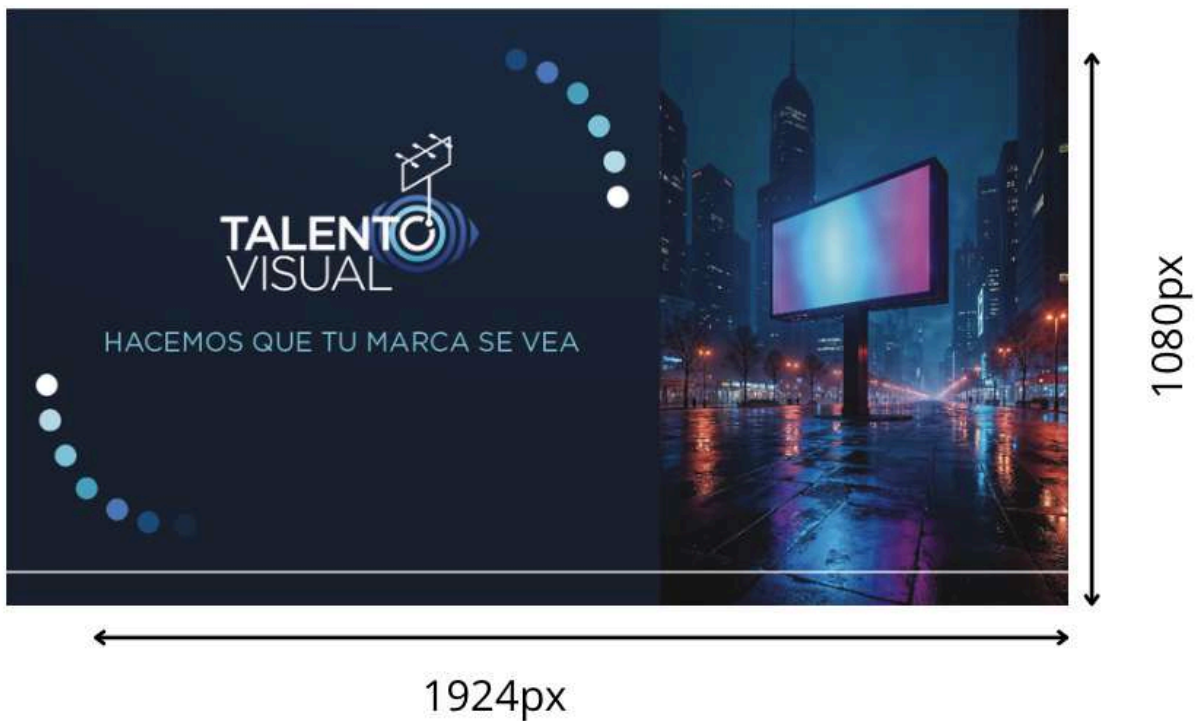 TALENTO
VISUAL
HACEMOS QUE TU MARCA SE VEA
1080px
1924px